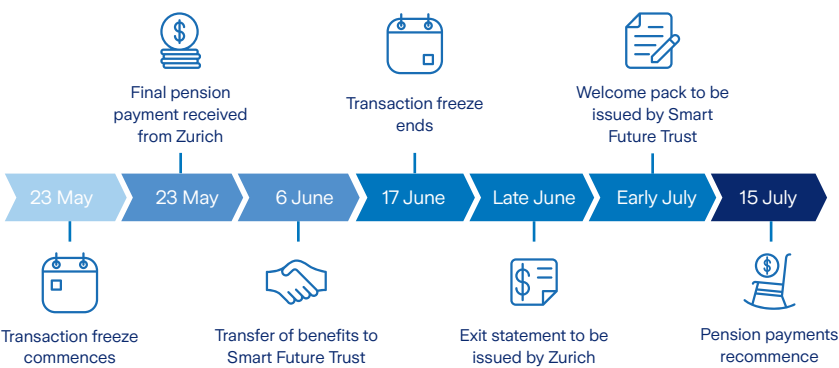 $
Final pension
payment received
from Zurich
Transaction freeze
ends
Welcome pack to be
issued by Smart
Future Trust
23 May
23 May
6 June
17 June
Late June
Early July
15 July
Transaction freeze
commences
Transfer of benefits to
Smart Future Trust
$
Exit statement to be
issued by Zurich
$
Pension payments
recommence